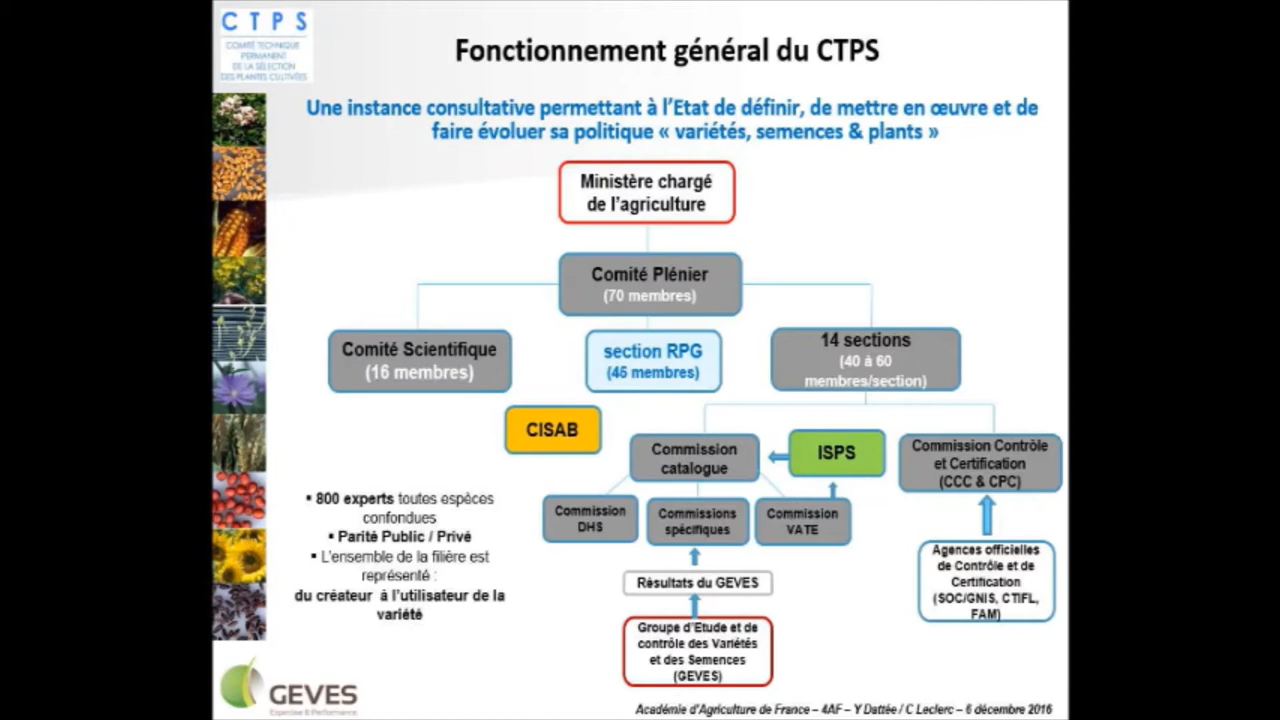 CTPS
COMITÉ TECHNIQUE
PERMANENT
DE LA SÉLECTION
DES PLANTES CULTIVÉES
Fonctionnement général du CTPS
Une instance consultative permettant à l'Etat de définir, de mettre en œuvre et de
faire évoluer sa politique « variétés, semences & plants »
Ministère chargé
de l'agriculture
Comité Plénier
(70 membres)
Comité Scientifique
(16 membres)
section RPG
(45 membres)
14 sections
(40 à 60
membres/section)
CISAB
Commission
catalogue
ISPS
Commission Contrôle
et Certification
(CCC & CPC)
▪ 800 experts toutes espèces
confondues
▪ Parité Public / Privé
▪ L'ensemble de la filière est
représenté :
du créateur à l'utilisateur de la
variété
Commission
DHS
Commissions
spécifiques
Commission
VATE
Résultats du GEVES
Agences officielles
de Contrôle et de
Certification
(SOC/GNIS, CTIFL,
FAM)
Groupe d'Etude et de
contrôle des Variétés
et des Semences
(GEVES)
GEVES
Expertise & Performance
Académie d'Agriculture de France – 4AF – Y Dattée / C Leclerc – 6 décembre 2016